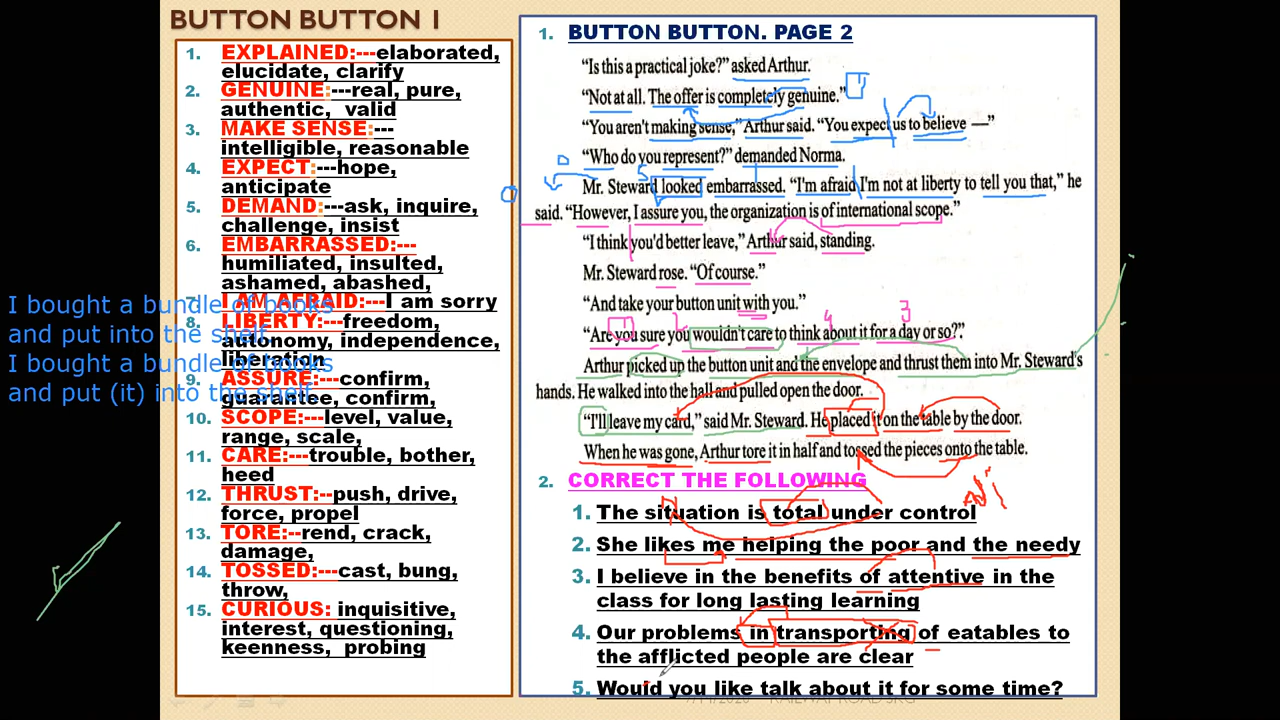 BUTTON BUTTON 1
1. EXPLAINED:---elaborated,
elucidate, clarify
2. GENUINE:---real, pure,
authentic, valid
3. MAKE SENSE:---
intelligible, reasonable
4. EXPECT:---hope,
anticipate
5. DEMAND:---ask, inquire,
challenge, insist
6. EMBARRASSED:---
humiliated, insulted,
ashamed, abashed,
7. I AM AFRAID:---I am sorry
8. LIBERTY:---freedom,
autonomy, independence,
liberation
9. ASSURE:---confirm,
guarantee, confirm,
10. SCOPE:---level, value,
range, scale,
11. CARE:---trouble, bother,
heed
12. THRUST:--push, drive,
force, propel
13. TORE:--rend, crack,
damage,
14. TOSSED:---cast, bung,
throw,
15. CURIOUS: inquisitive,
interest, questioning,
keenness, probing
I bought a bundle of books
and put into the shelf.
I bought a bundle of books
and put (it) into the shelf.
1. BUTTON BUTTON. PAGE 2
“Is this a practical joke?” asked Arthur.
“Not at all. The offer is completely genuine.”
“You aren't making sense,” Arthur said. “You expect us to believe —”
“Who do you represent?” demanded Norma.
Mr. Steward looked embarrassed. “I'm afraid I'm not at liberty to tell you that,” he
said. “However, I assure you, the organization is of international scope.”
“I think you'd better leave,” Arthur said, standing.
Mr. Steward rose. “Of course.”
“And take your button unit with you.”
“Are you sure you wouldn't care to think about it for a day or so?”
Arthur picked up the button unit and the envelope and thrust them into Mr. Steward's
hands. He walked into the hall and pulled open the door.
“I'll leave my card,” said Mr. Steward. He placed it on the table by the door.
When he was gone, Arthur tore it in half and tossed the pieces onto the table.
2. CORRECT THE FOLLOWING
1. The situation is total under control
2. She likes me helping the poor and the needy
3. I believe in the benefits of attentive in the
class for long lasting learning
4. Our problems in transporting of eatables to
the afflicted people are clear
5. Would you like talk about it for some time?